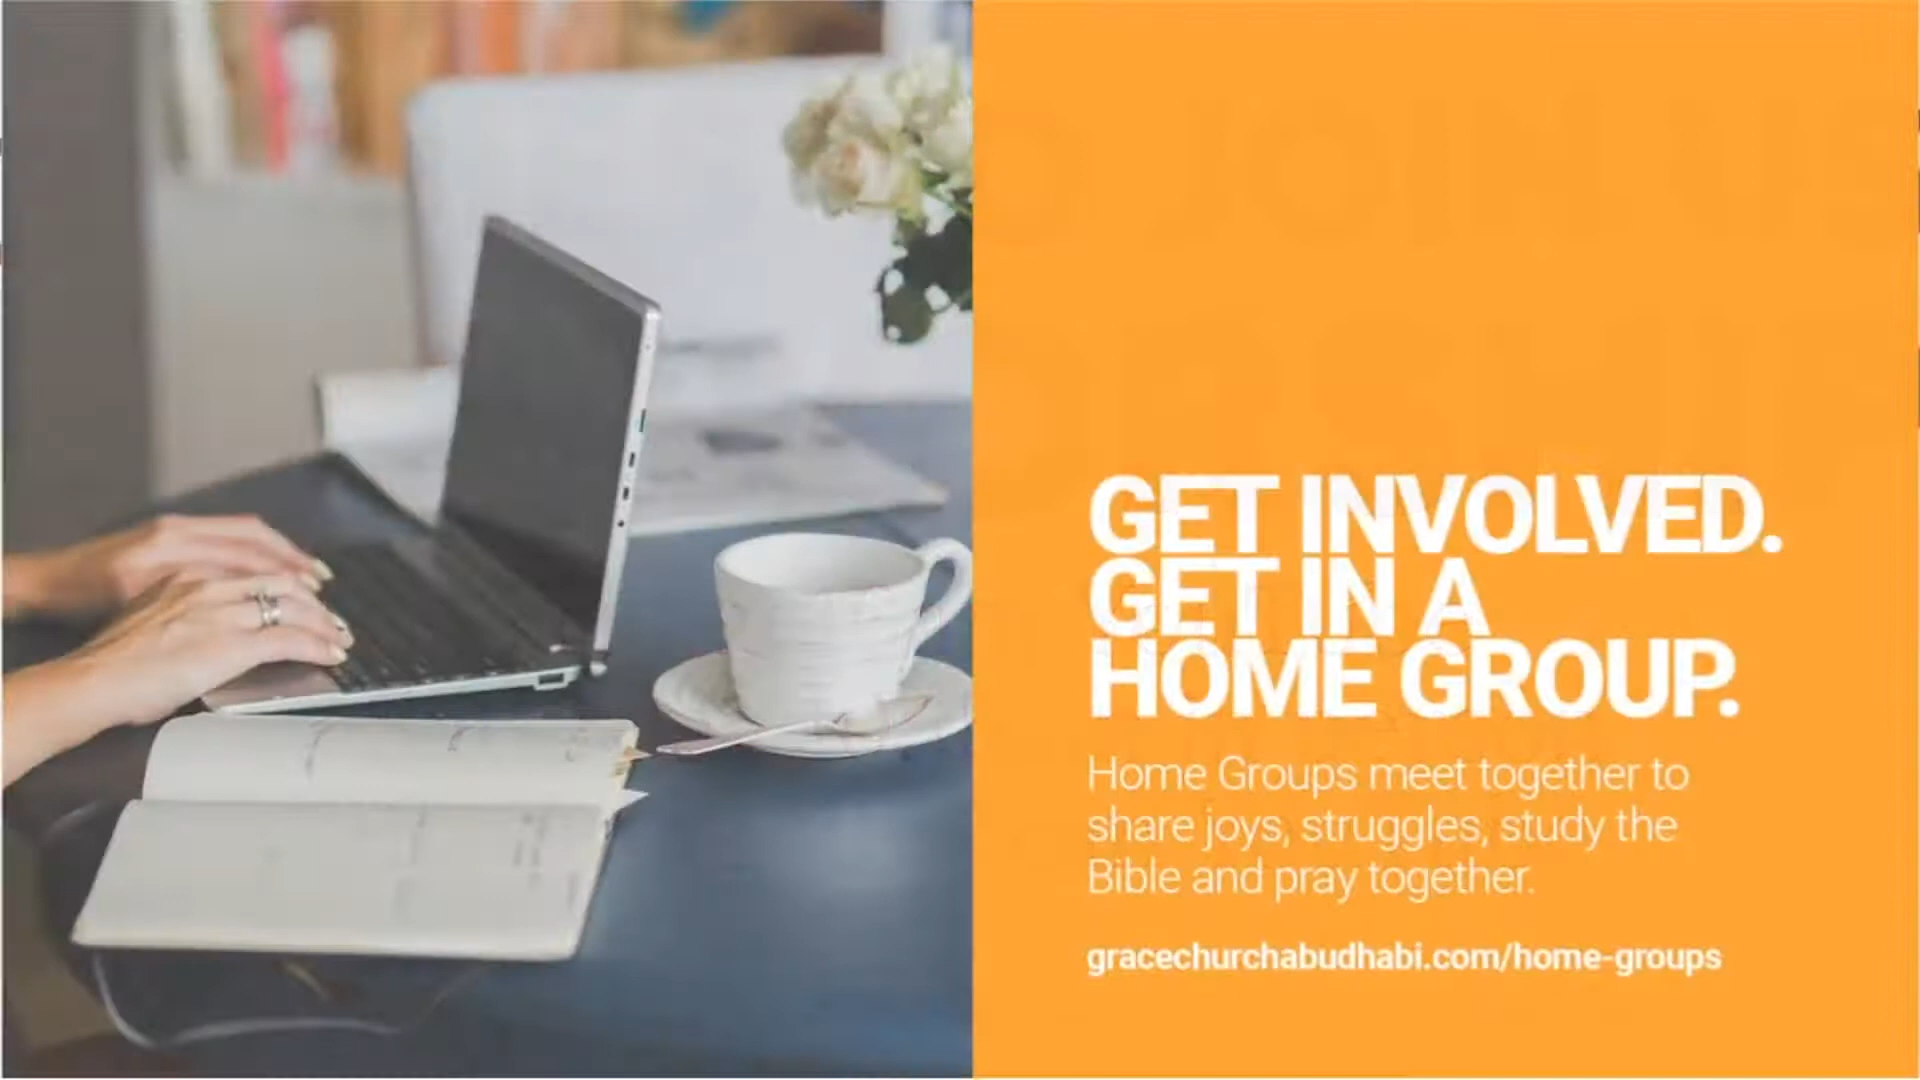 GET INVOLVED.
GET IN A
HOME GROUP.
Home Groups meet together to
share joys, struggles, study the
Bible and pray together.
gracechurchabudhabi.com/home-groups